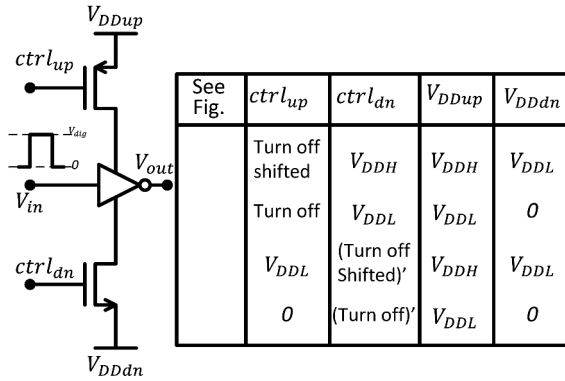 V_DDup
ctrl_up
V_dig
0
V_in
V_out
ctrl_dn
V_DDdn
See Fig. ctrl_up ctrl_dn V_DDup V_DDdn
Turn off shifted V_DDH V_DDH V_DDL
Turn off V_DDL V_DDL 0
V_DDL (Turn off Shifted)’ V_DDH V_DDL
0 (Turn off)’ V_DDL 0